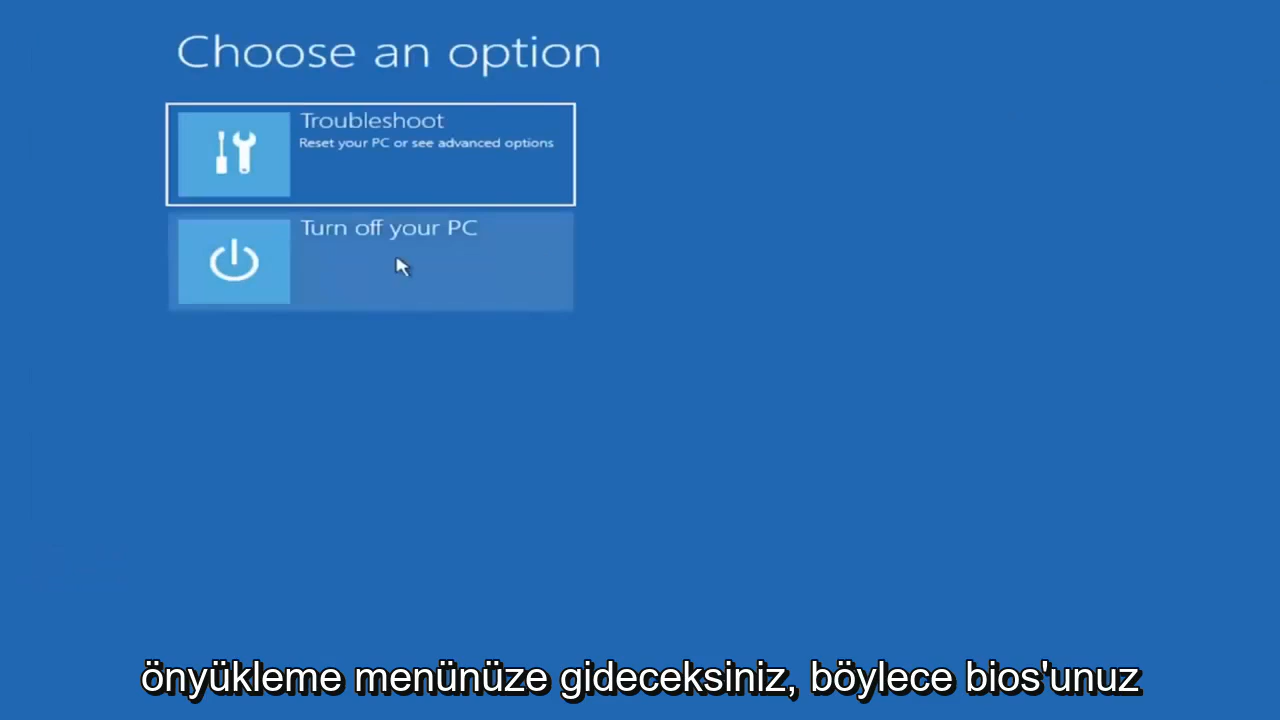 Choose an option
Troubleshoot
Reset your PC or see advanced options
Turn off your PC
önyükleme menünüze gideceksiniz, böylece bios'unuz